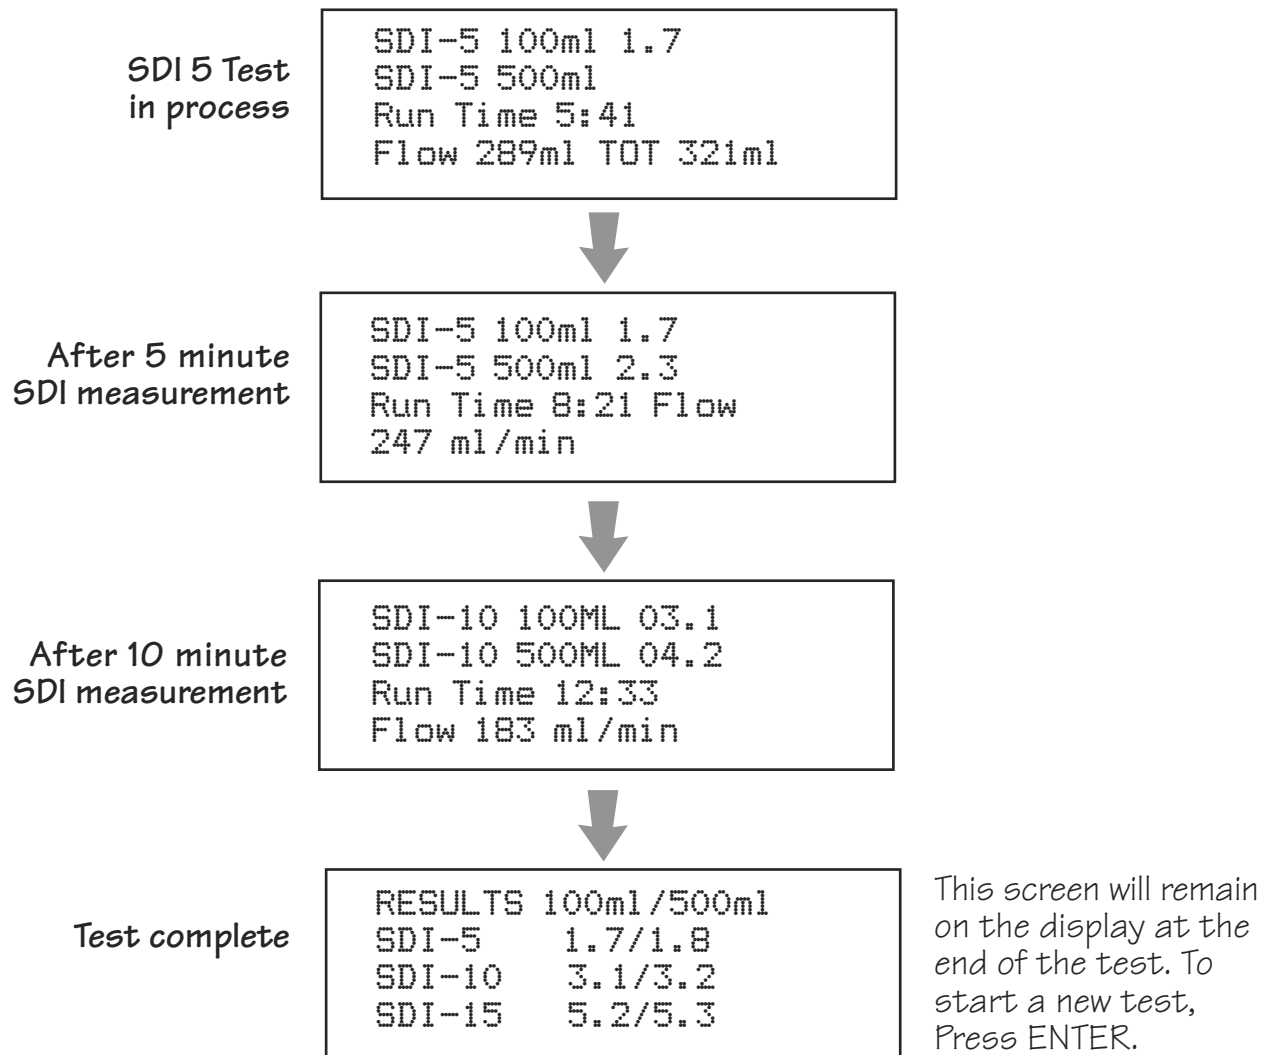 SDI 5 Test
in process
SDI-5 100ml 1.7
SDI-5 500ml
Run Time 5:41
Flow 289ml TOT 321ml
After 5 minute
SDI measurement
SDI-5 100ml 1.7
SDI-5 500ml 2.3
Run Time 8:21 Flow
247 ml/min
After 10 minute
SDI measurement
SDI-10 100ML 03.1
SDI-10 500ML 04.2
Run Time 12:33
Flow 183 ml/min
Test complete
RESULTS 100ml/500ml
SDI-5 1.7/1.8
SDI-10 3.1/3.2
SDI-15 5.2/5.3
This screen will remain
on the display at the
end of the test. To
start a new test,
Press ENTER.